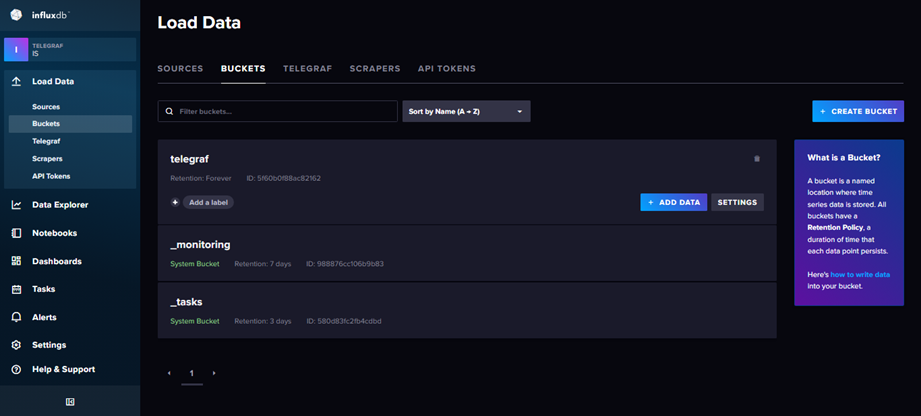 influxdb™
I
TELEGRAF
IS
Load Data
Sources
Buckets
Telegraf
Scrapers
API Tokens
Data Explorer
Notebooks
Dashboards
Tasks
Alerts
Settings
Help & Support
Load Data
SOURCES BUCKETS TELEGRAF SCRAPERS API TOKENS
Filter buckets...
Sort by Name (A → Z)
+ CREATE BUCKET
telegraf
Retention: Forever ID: 5f60b0f88ac82162
+ Add a label
+ ADD DATA SETTINGS
_monitoring
System Bucket Retention: 7 days ID: 988876cc106b9b83
_tasks
System Bucket Retention: 3 days ID: 580d83fc2fb4cdbd
1
What is a Bucket?
A bucket is a named
location where time
series data is stored. All
buckets have a
Retention Policy, a
duration of time that
each data point persists.
Here's how to write data
into your bucket.